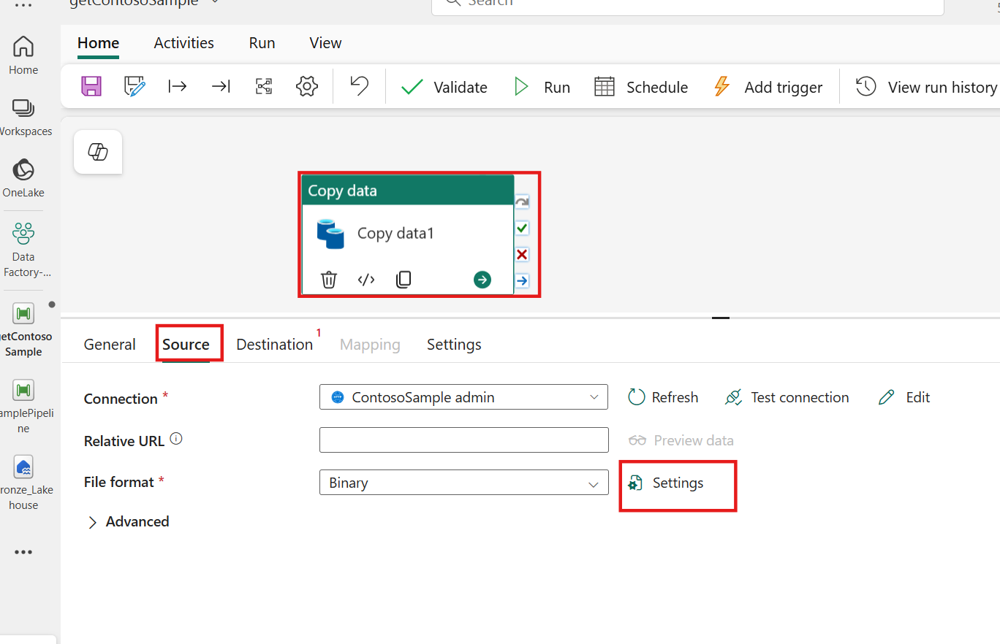 getContosoSample
Search
Home Activities Run View
Validate Run Schedule Add trigger View run history
Home
Workspaces
OneLake
Data
Factory-...
getContoso
Sample
amplePipeli
ne
ronze_Lake
house
Copy data
Copy data1
General Source Destination 1 Mapping Settings
Connection * HTTP ContosoSample admin Refresh Test connection Edit
Relative URL Preview data
File format * Binary Settings
Advanced